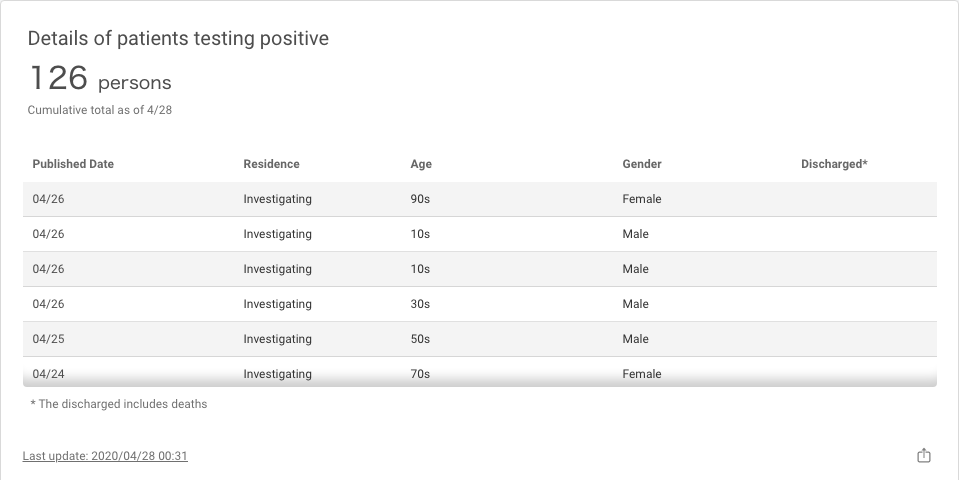 Details of patients testing positive
126 persons
Cumulative total as of 4/28
Published Date Residence Age Gender Discharged*
04/26 Investigating 90s Female
04/26 Investigating 10s Male
04/26 Investigating 10s Male
04/26 Investigating 30s Male
04/25 Investigating 50s Male
04/24 Investigating 70s Female
* The discharged includes deaths
Last update: 2020/04/28 00:31